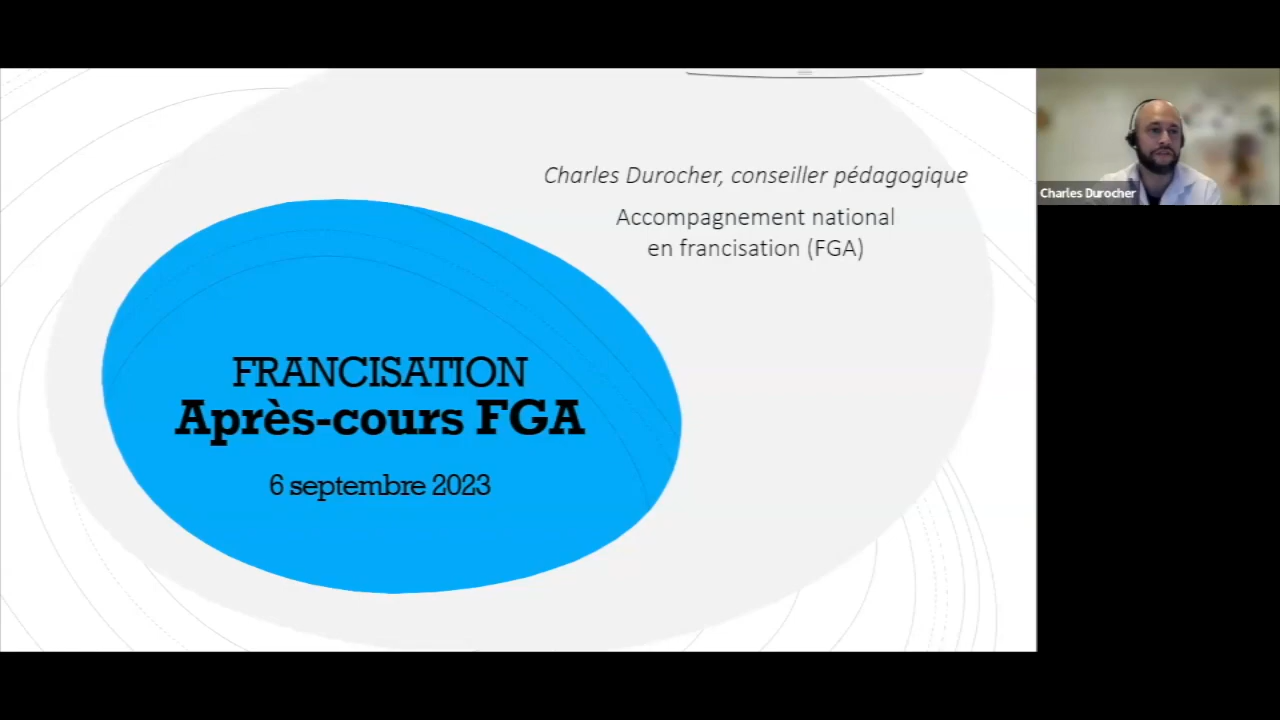 Charles Durocher, conseiller pédagogique
Accompagnement national
en francisation (FGA)
FRANCISATION
Après-cours FGA
6 septembre 2023
Charles Durocher